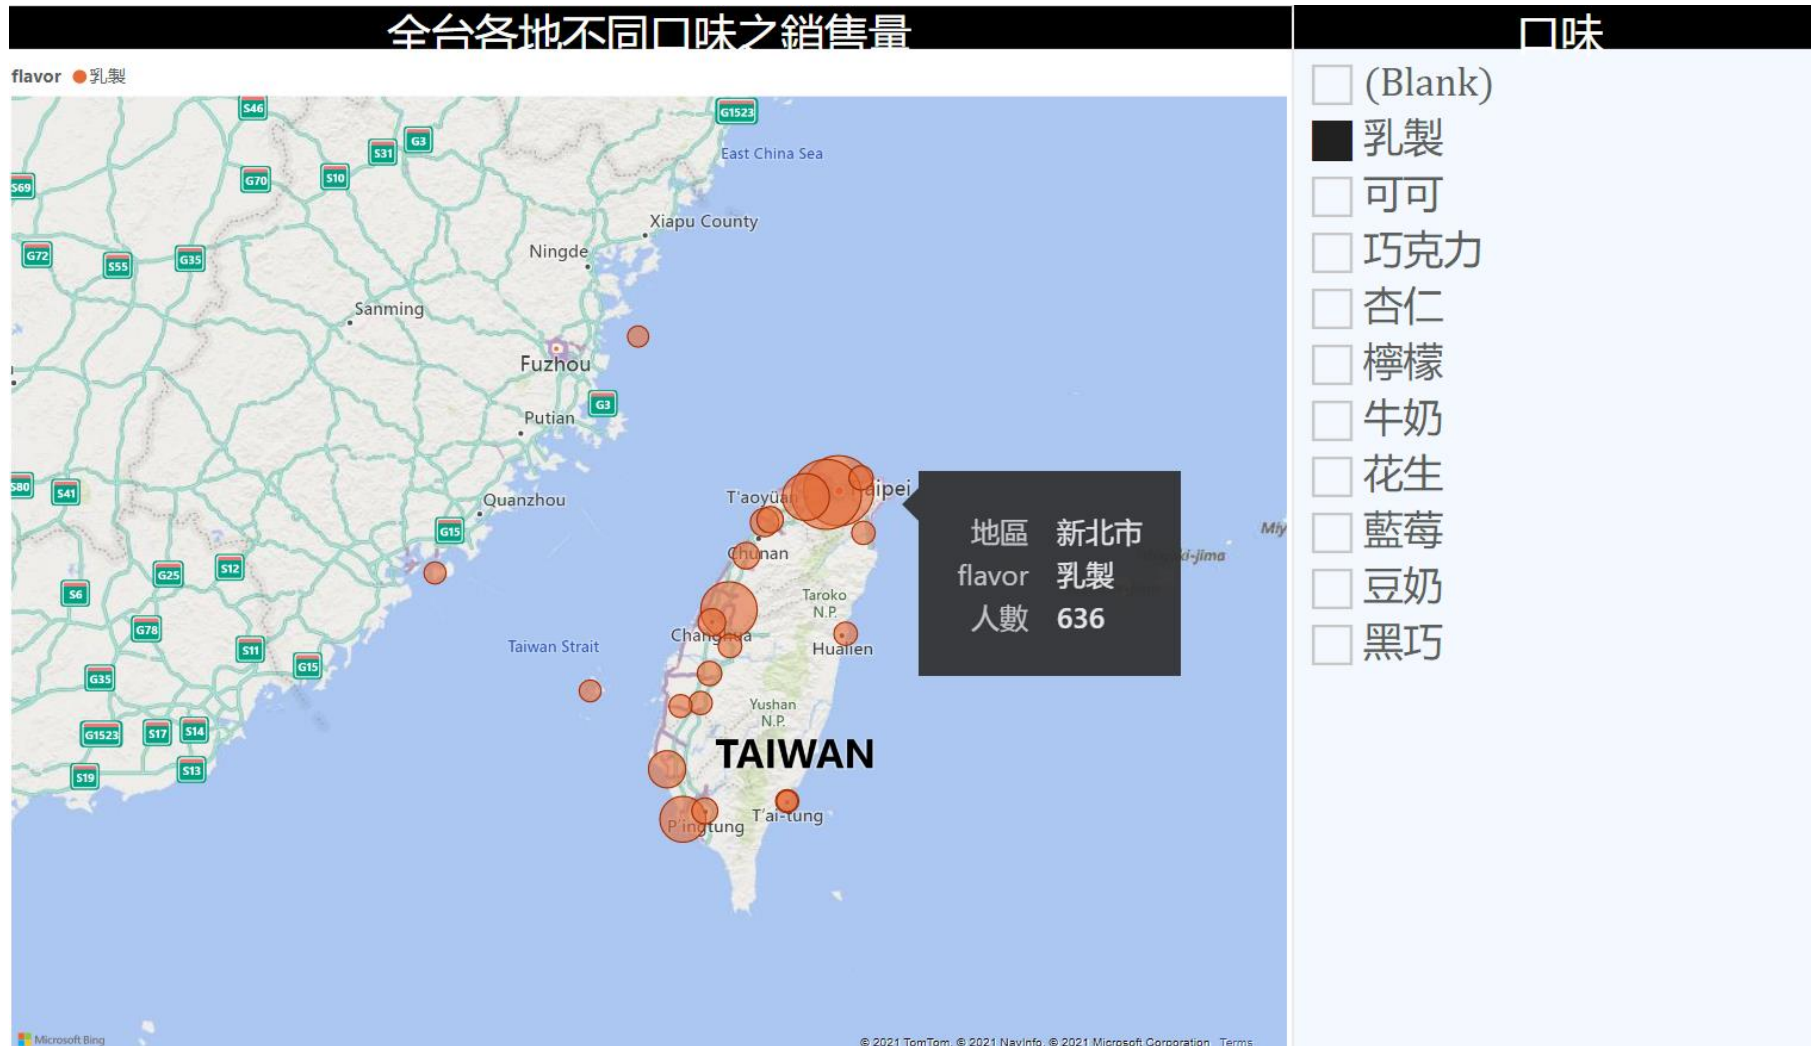 全台各地不同口味之銷售量
口味
flavor 乳製
(Blank)
乳製
可可
巧克力
杏仁
檸檬
牛奶
花生
藍莓
豆奶
黑巧
S46
G1523
G3
S31
East China Sea
S69
G70
S10
Xiapu County
G72
S55
G35
Ningde
Sanming
Fuzhou
G3
Putian
S80
S41
Quanzhou
T'aoyüan
G15
Chunan
G25
S12
S6
Taroko
N.P.
G78
Changhua
S11
Taiwan Strait
Hualien
G15
G35
Yushan
N.P.
G1523
S17
S14
TAIWAN
S19
S13
T'ai-tung
P'ingtung
地區 新北市
flavor 乳製
人數 636
Microsoft Bing
© 2021 TomTom, © 2021 NavInfo, © 2021 Microsoft Corporation Terms